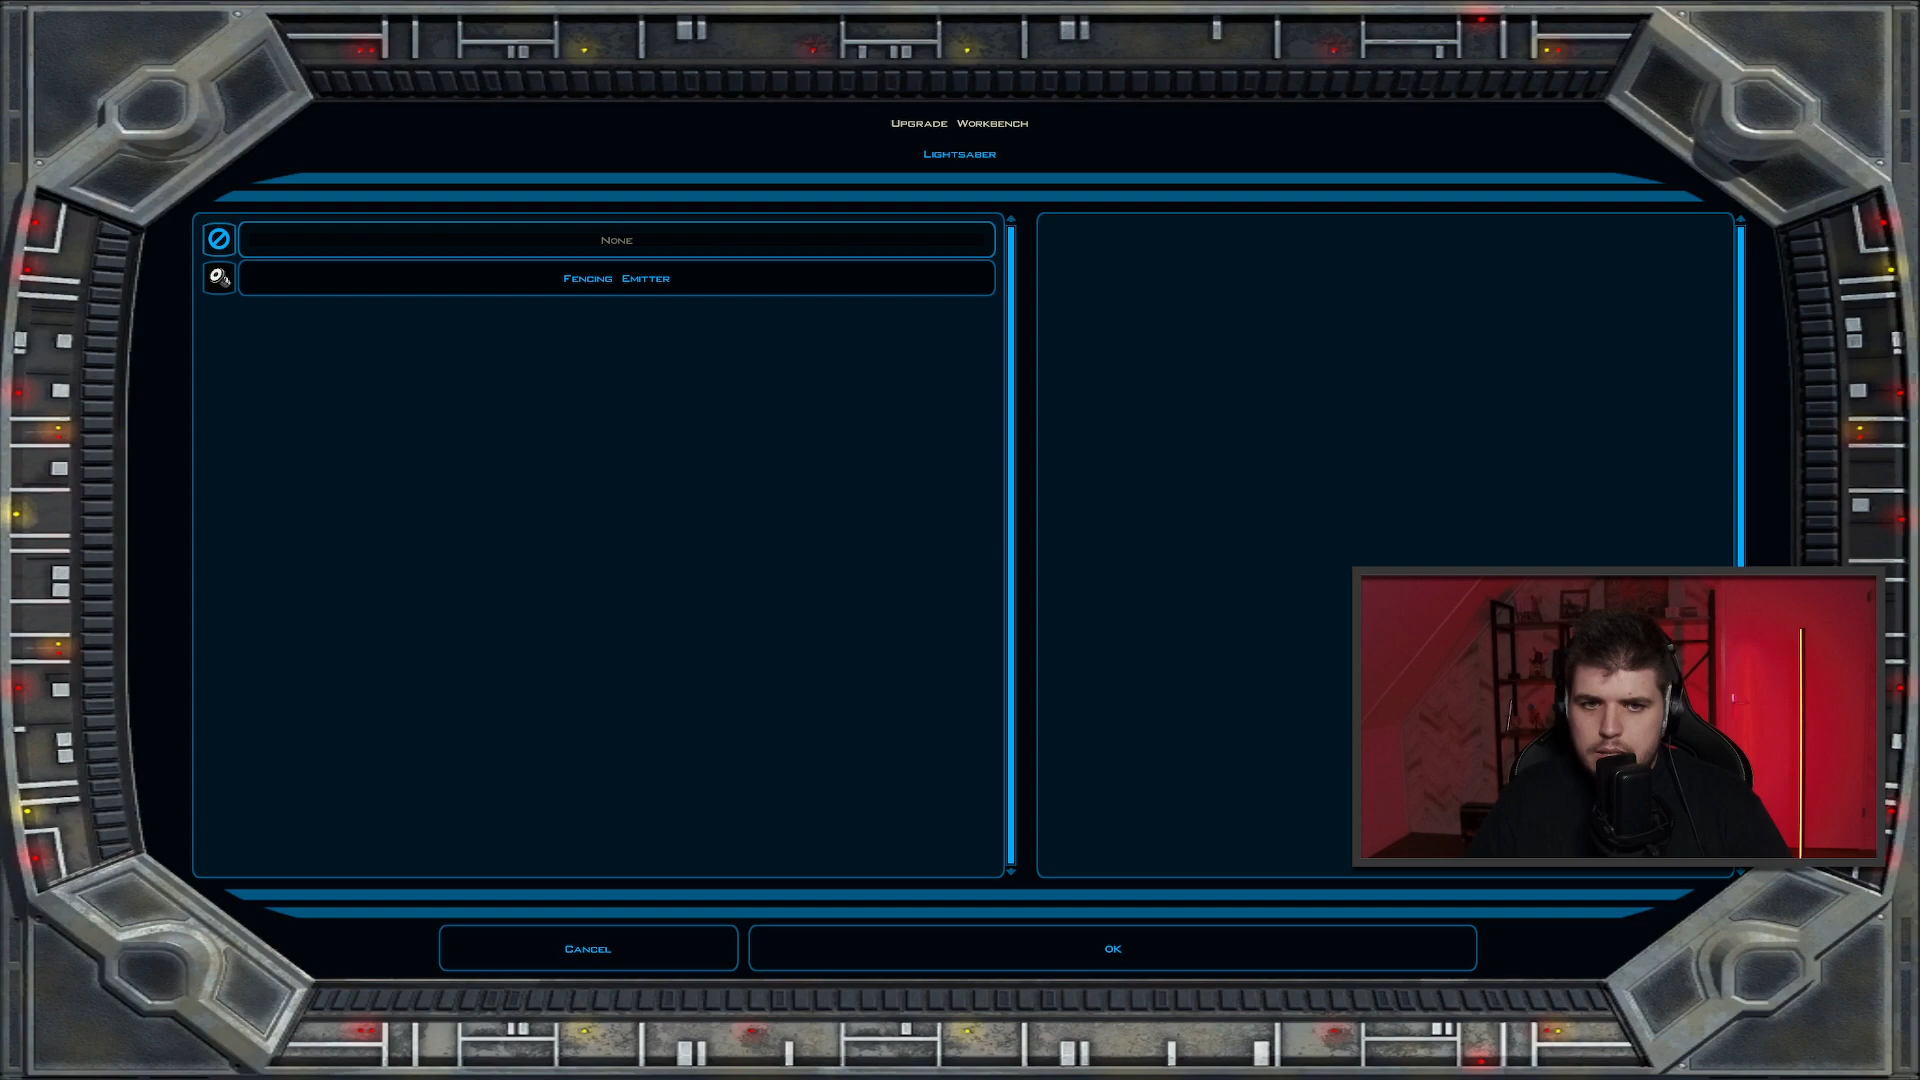 Upgrade Workbench
Lightsaber
None
Fencing Emitter
Cancel
OK